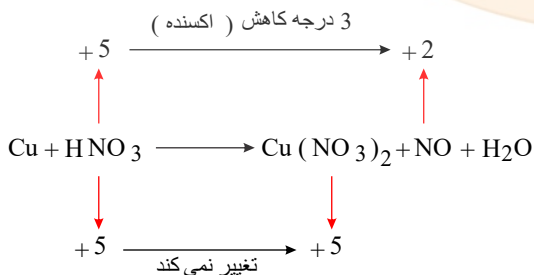 3 درجه کاهش ( اکسنده )
+5 → +2
Cu + HNO₃ → Cu(NO₃)₂ + NO + H₂O
+5 → +5
تغییر نمی کند